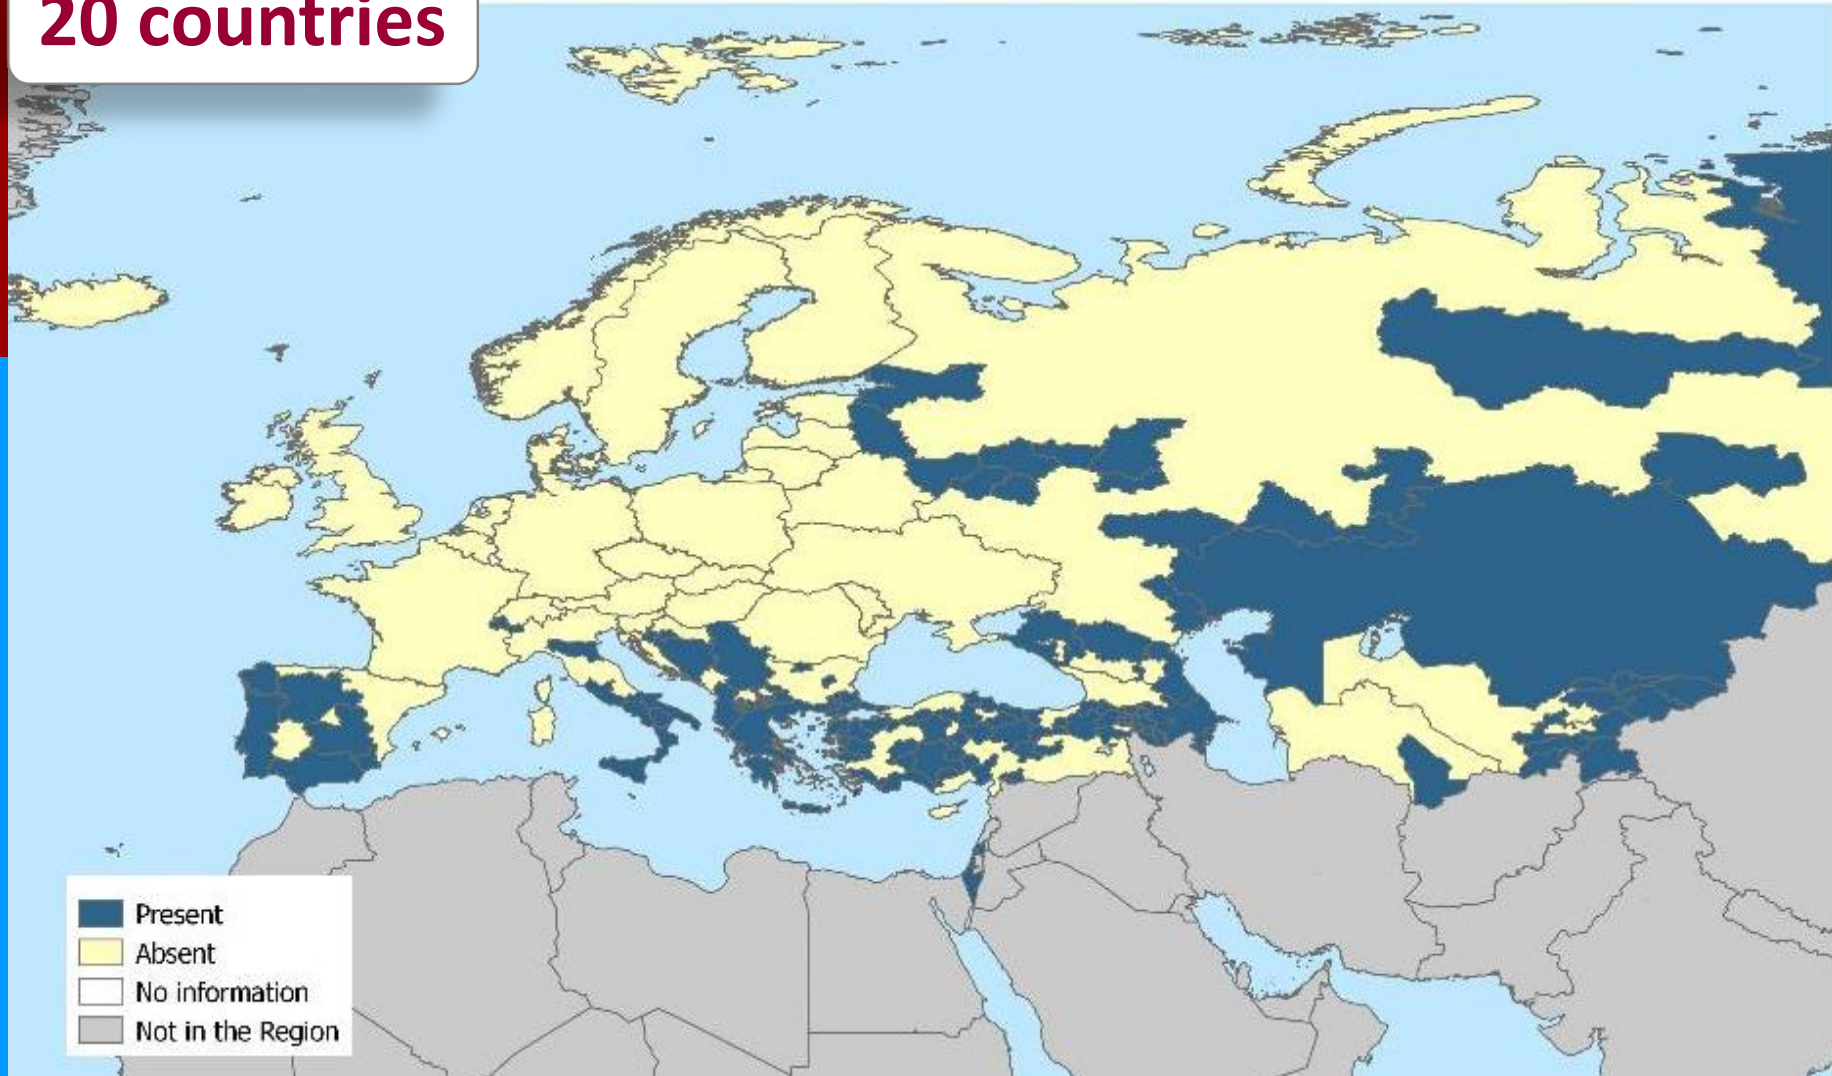 20 countries
Present
Absent
No information
Not in the Region